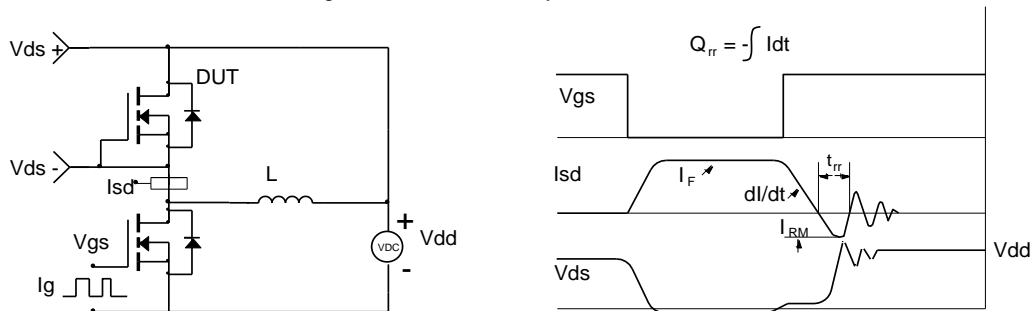 Vds +
DUT
Vds -
Isd
L
Vgs
Ig
VDC
+
-
Vdd
Qrr = -∫ Idt
Vgs
Isd
IF
dI/dt
trr
IRM
Vds
Vdd